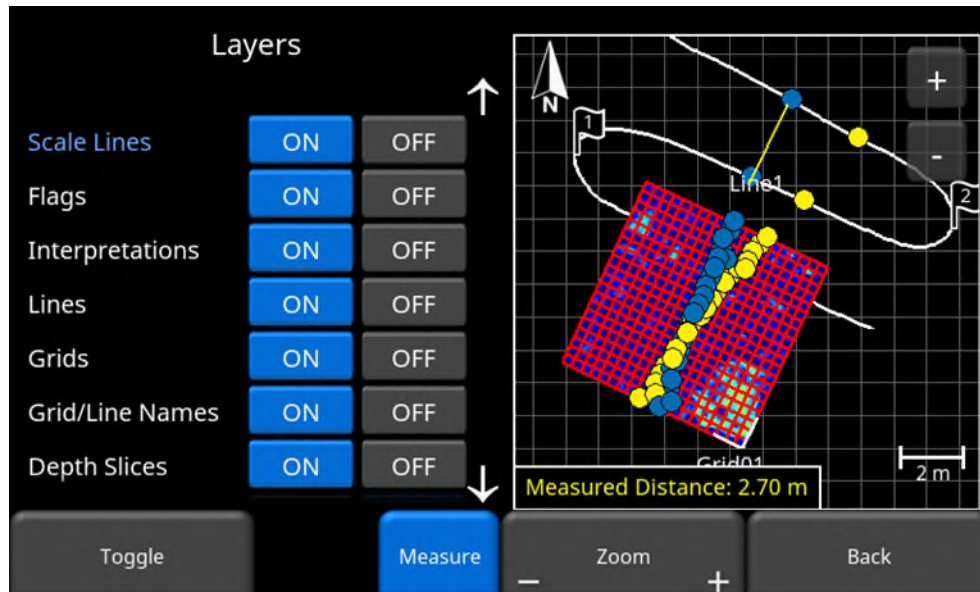 Layers
Scale Lines ON OFF
Flags ON OFF
Interpretations ON OFF
Lines ON OFF
Grids ON OFF
Grid/Line Names ON OFF
Depth Slices ON OFF
N
+
-
1
2
Line1
Grid01
2 m
Measured Distance: 2.70 m
Toggle
Measure
− Zoom +
Back